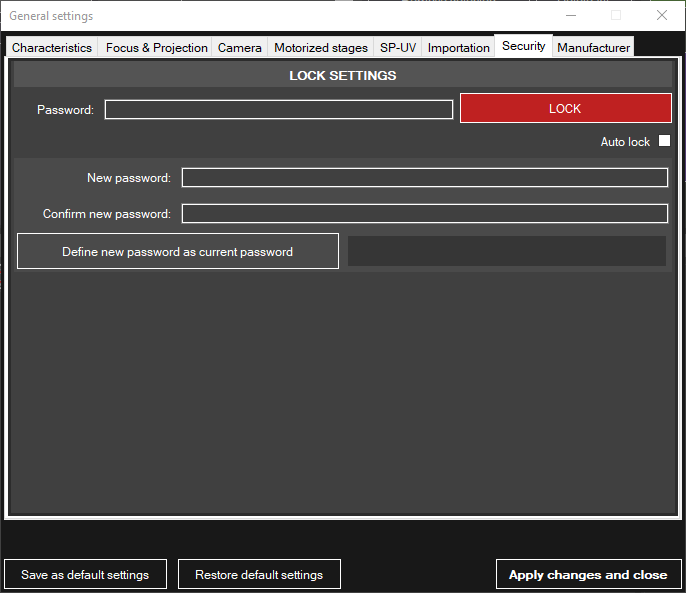 General settings
Characteristics Focus & Projection Camera Motorized stages SP-UV Importation Security Manufacturer
LOCK SETTINGS
Password: LOCK
Auto lock
New password:
Confirm new password:
Define new password as current password
Save as default settings Restore default settings Apply changes and close